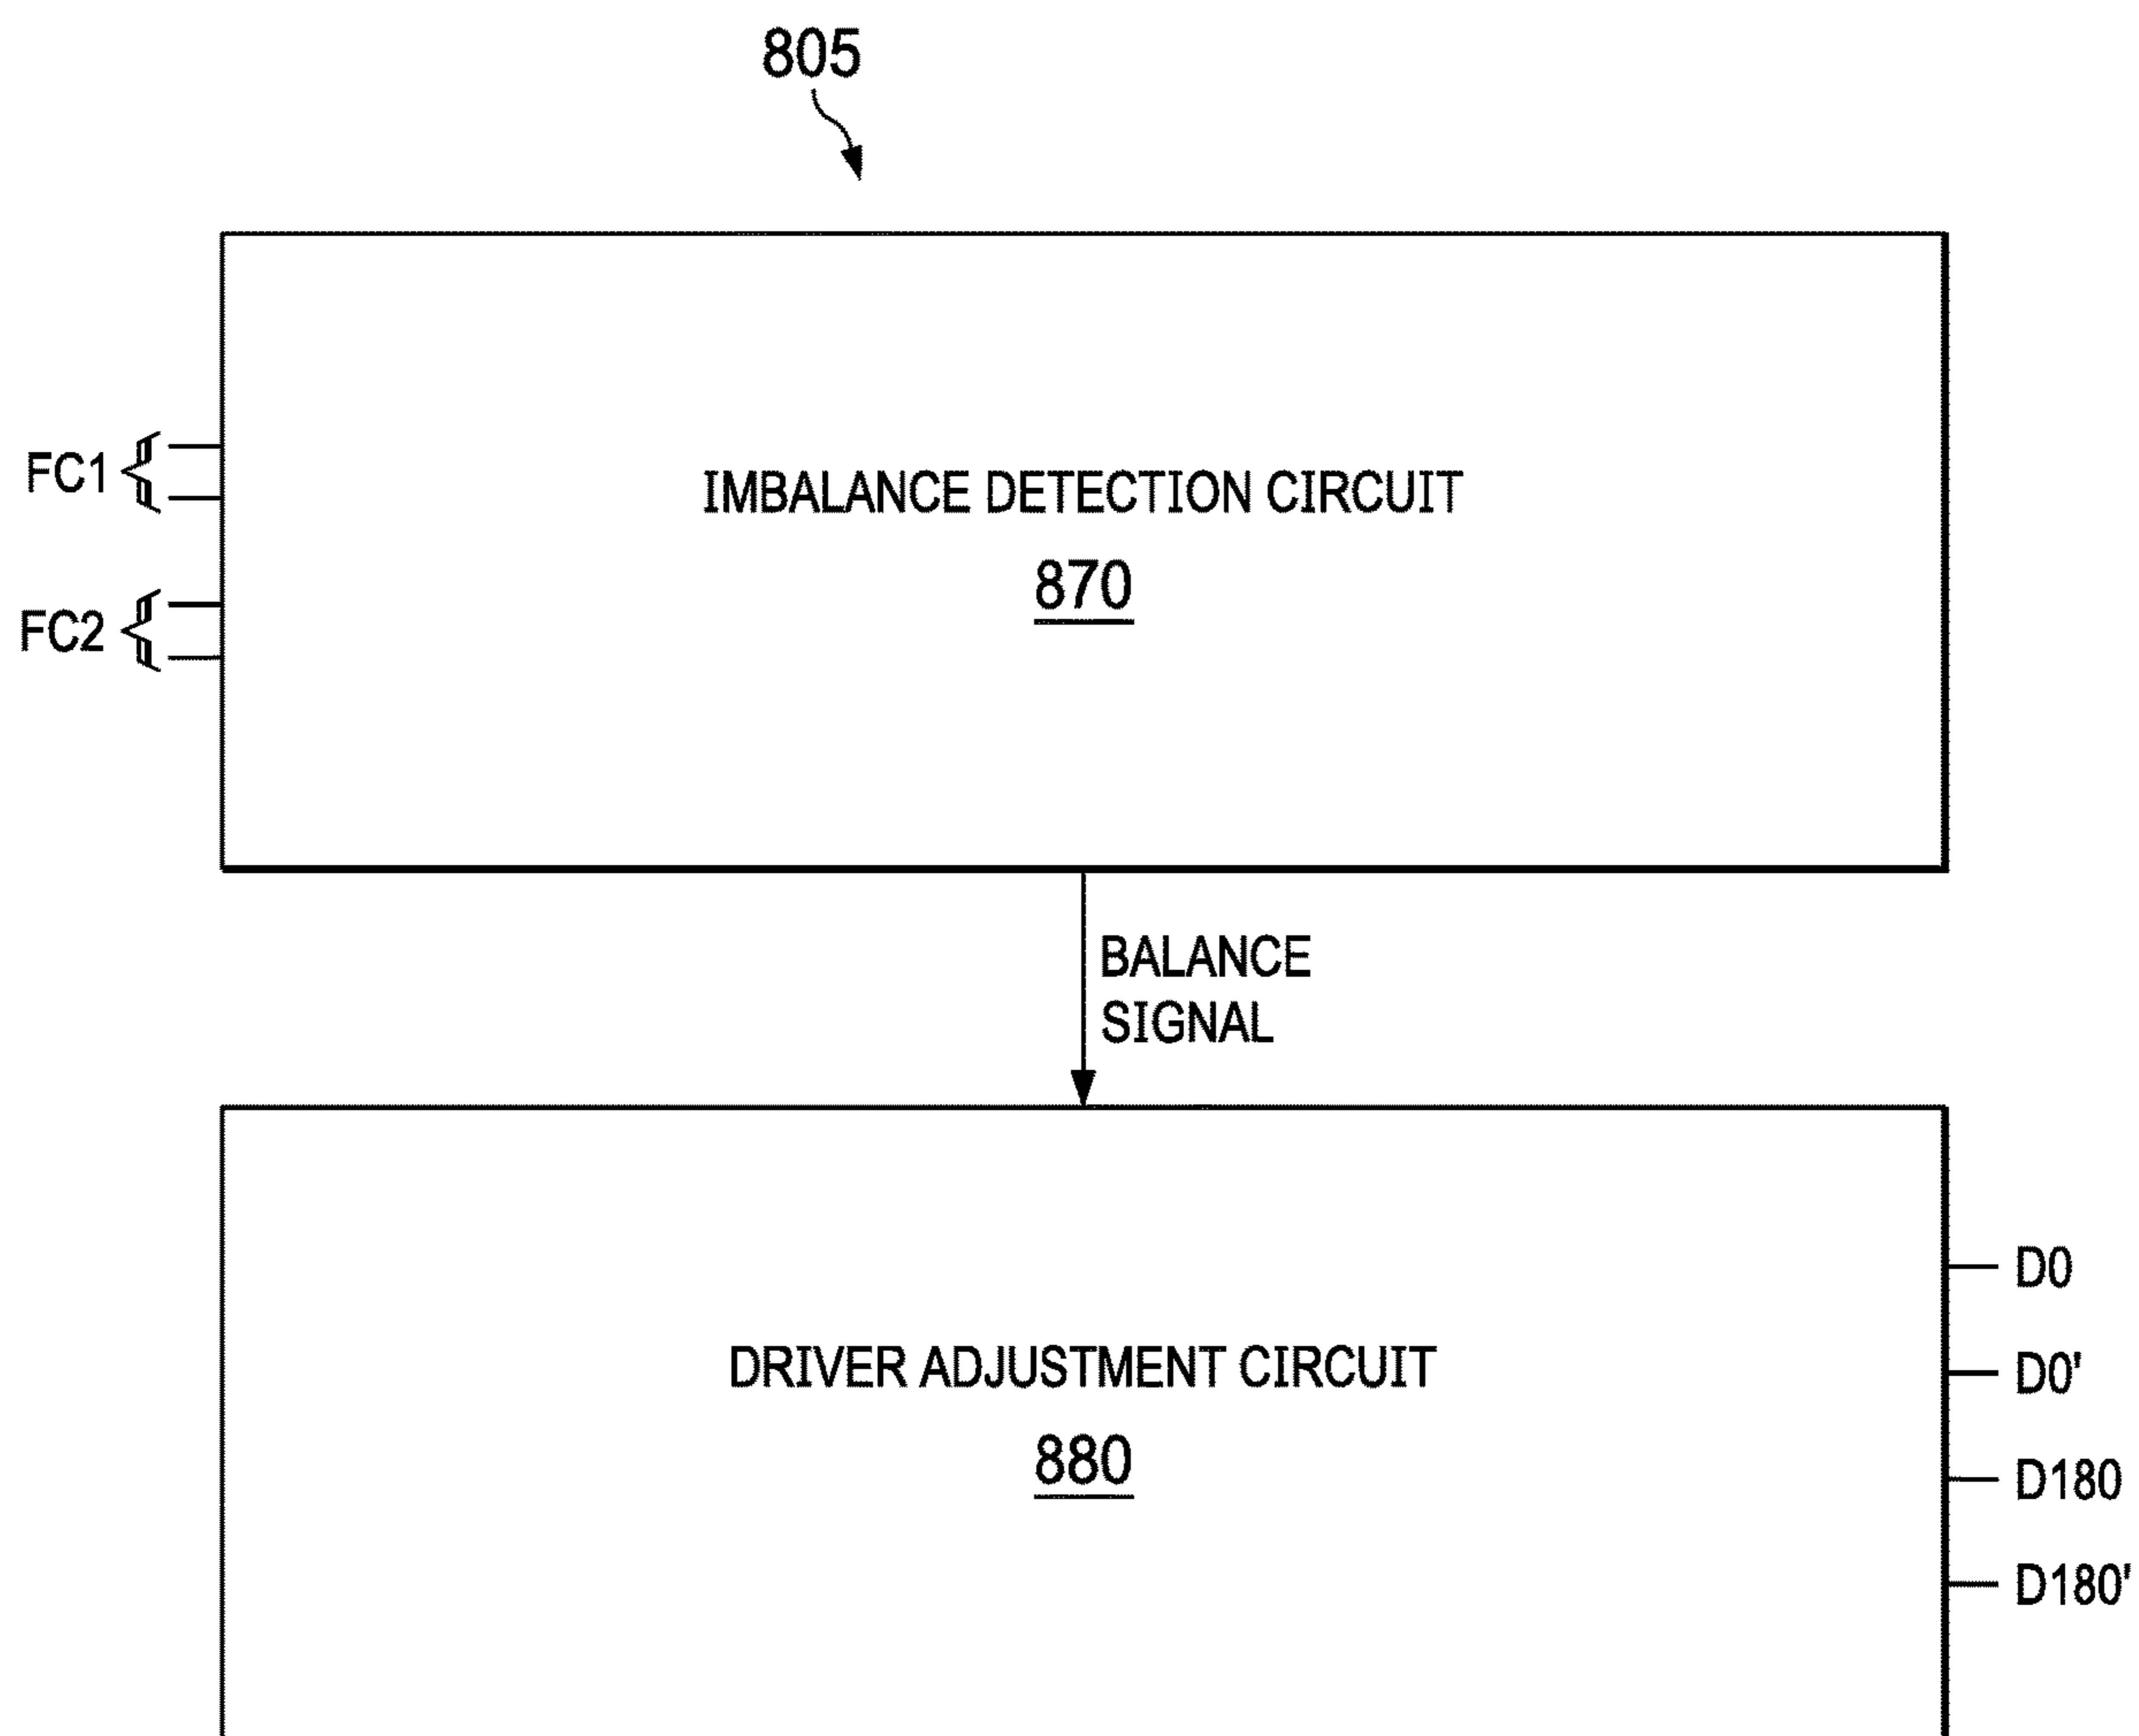 805
FC1
IMBALANCE DETECTION CIRCUIT
870
FC2
BALANCE
SIGNAL
D0
DRIVER ADJUSTMENT CIRCUIT
D0'
880
D180
D180'